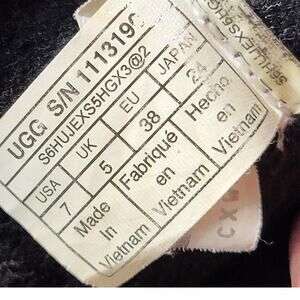 UGG S/N 111319
S6HUJEXS5HGX3@2
USA UK EU JAPAN
7 5 38 24
Made Fabriqué Hecho
In en en
Vietnam Vietnam Vietnam